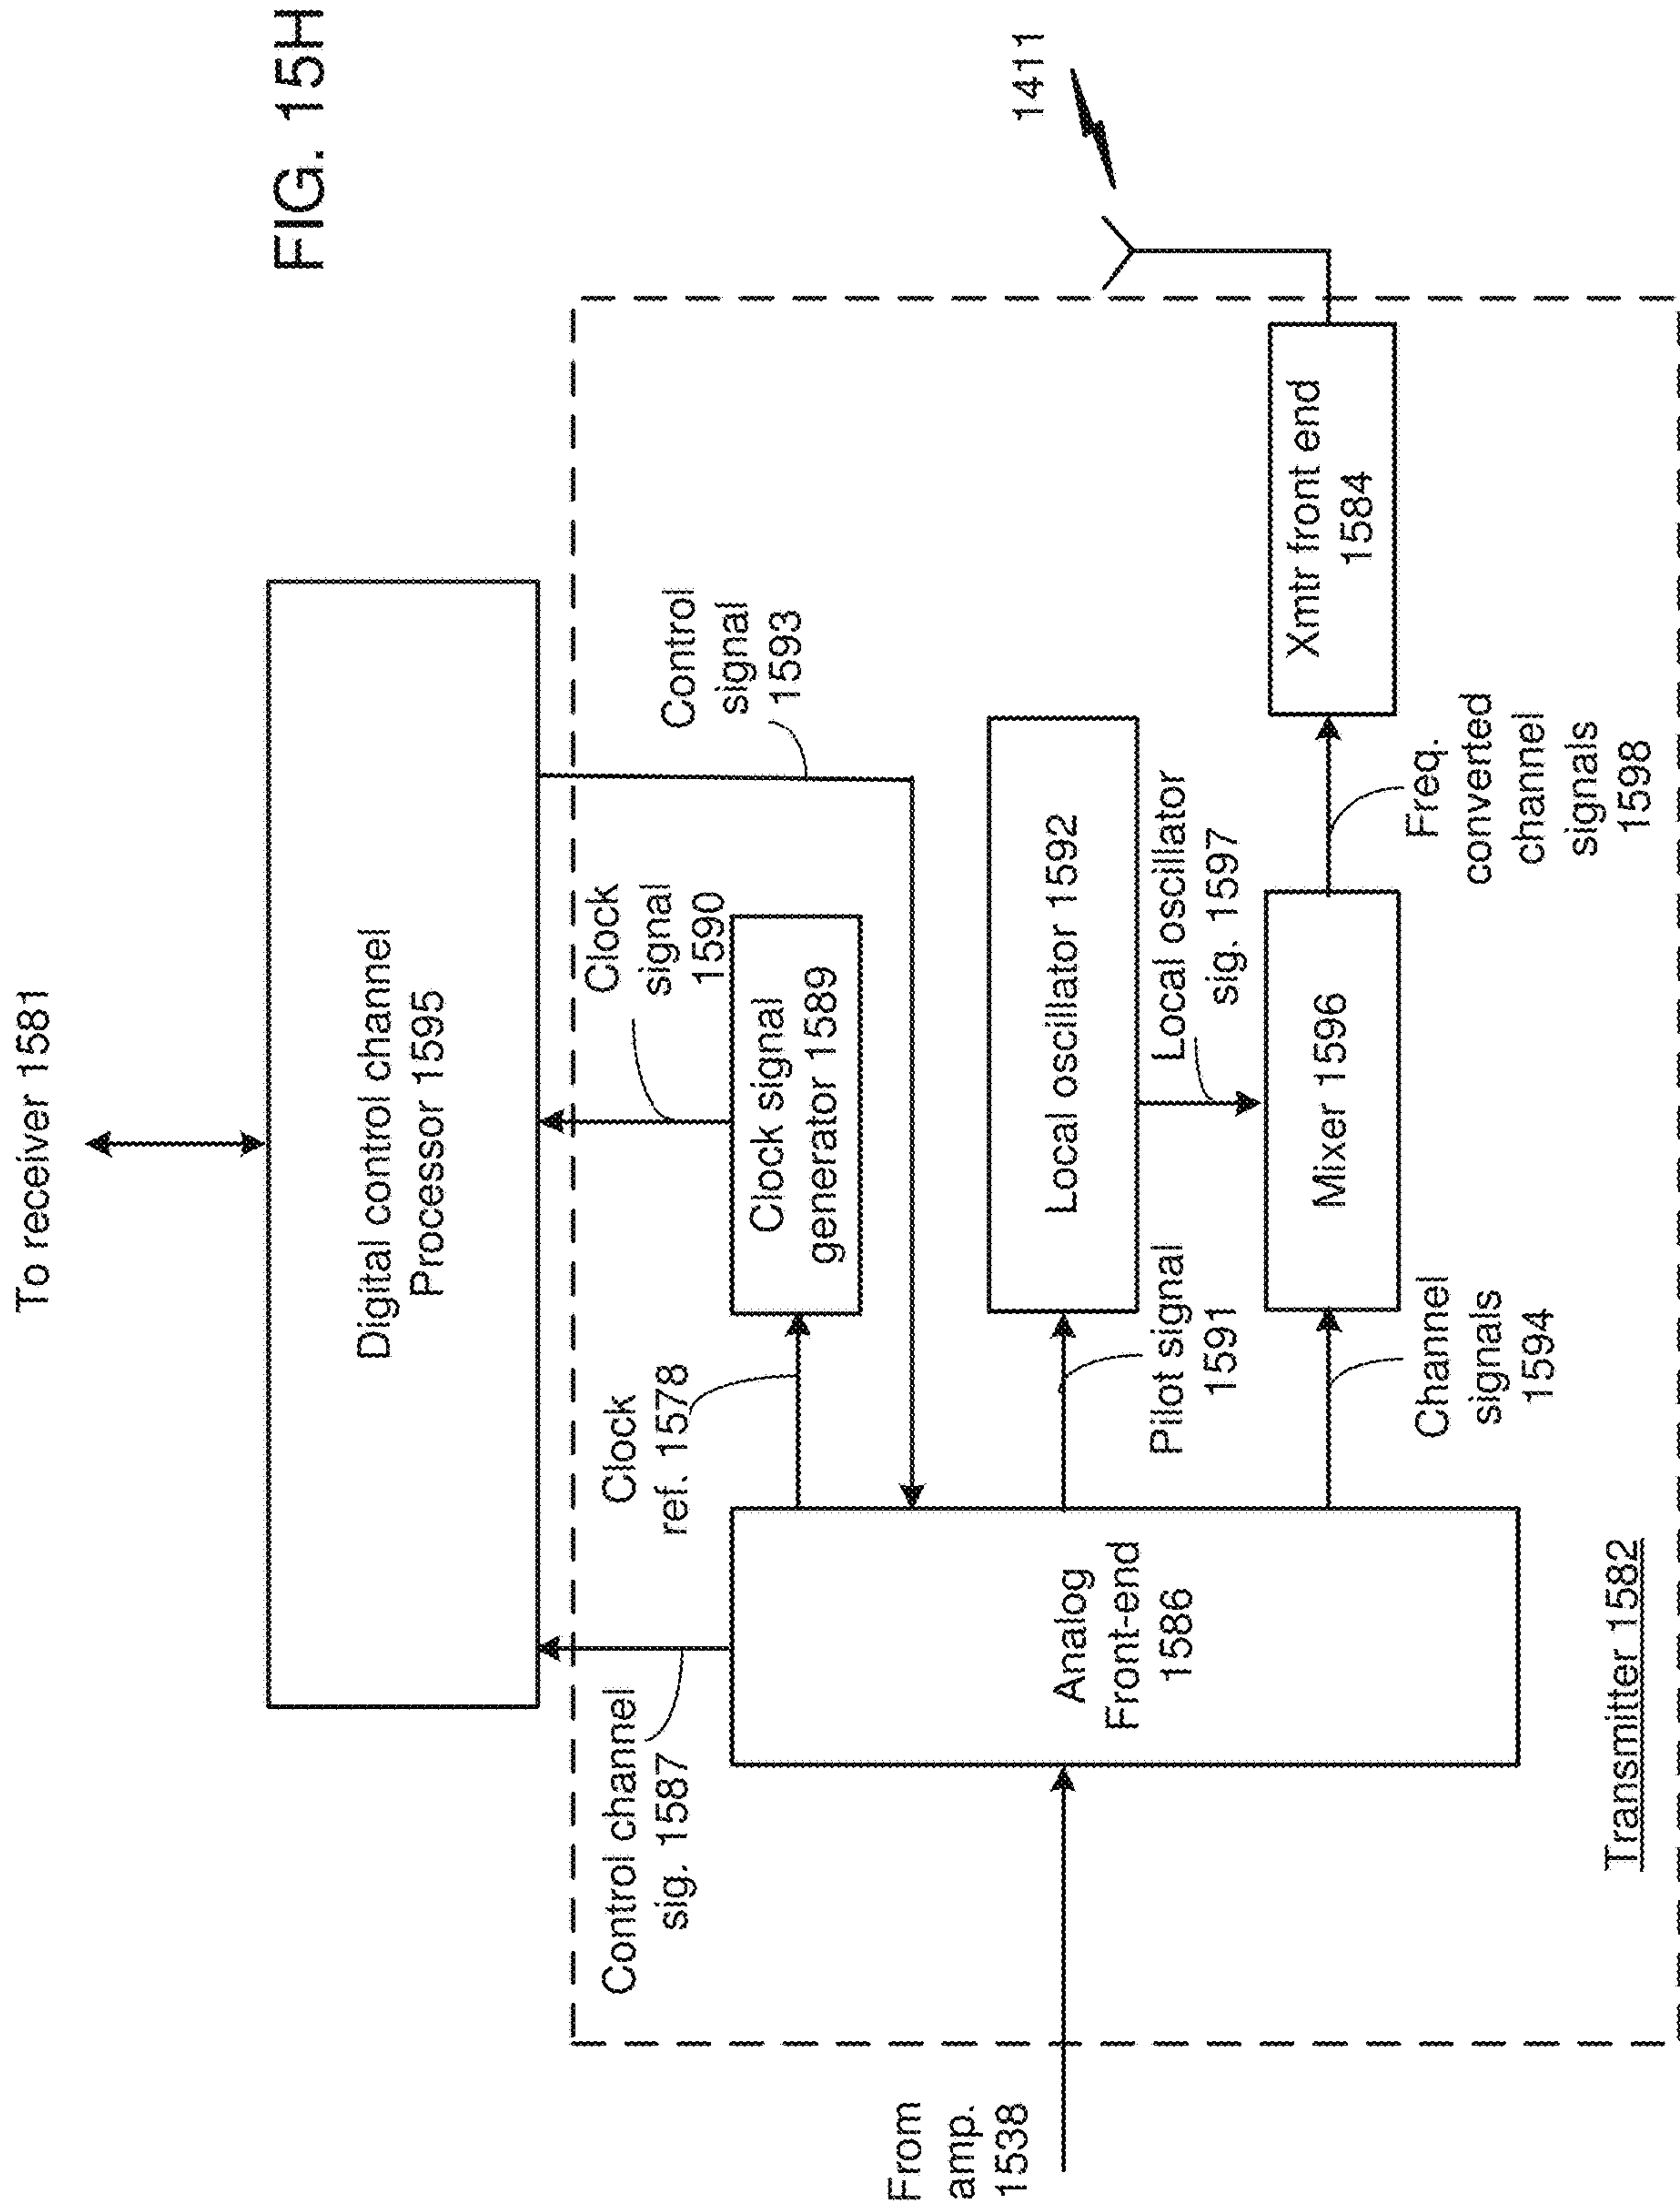 FIG. 15H
To receiver 1581
Digital control channel
Processor 1595
Control channel
sig. 1587
Clock
ref. 1578
Clock
signal
1590
Control
signal
1593
Clock signal
generator 1589
From
amp.
1538
Analog
Front-end
1586
Local oscillator 1592
Pilot signal
1591
Local oscillator
sig. 1597
1411
Mixer 1596
Xmtr front end
1584
Channel
signals
1594
Freq.
converted
channel
signals
1598
Transmitter 1582